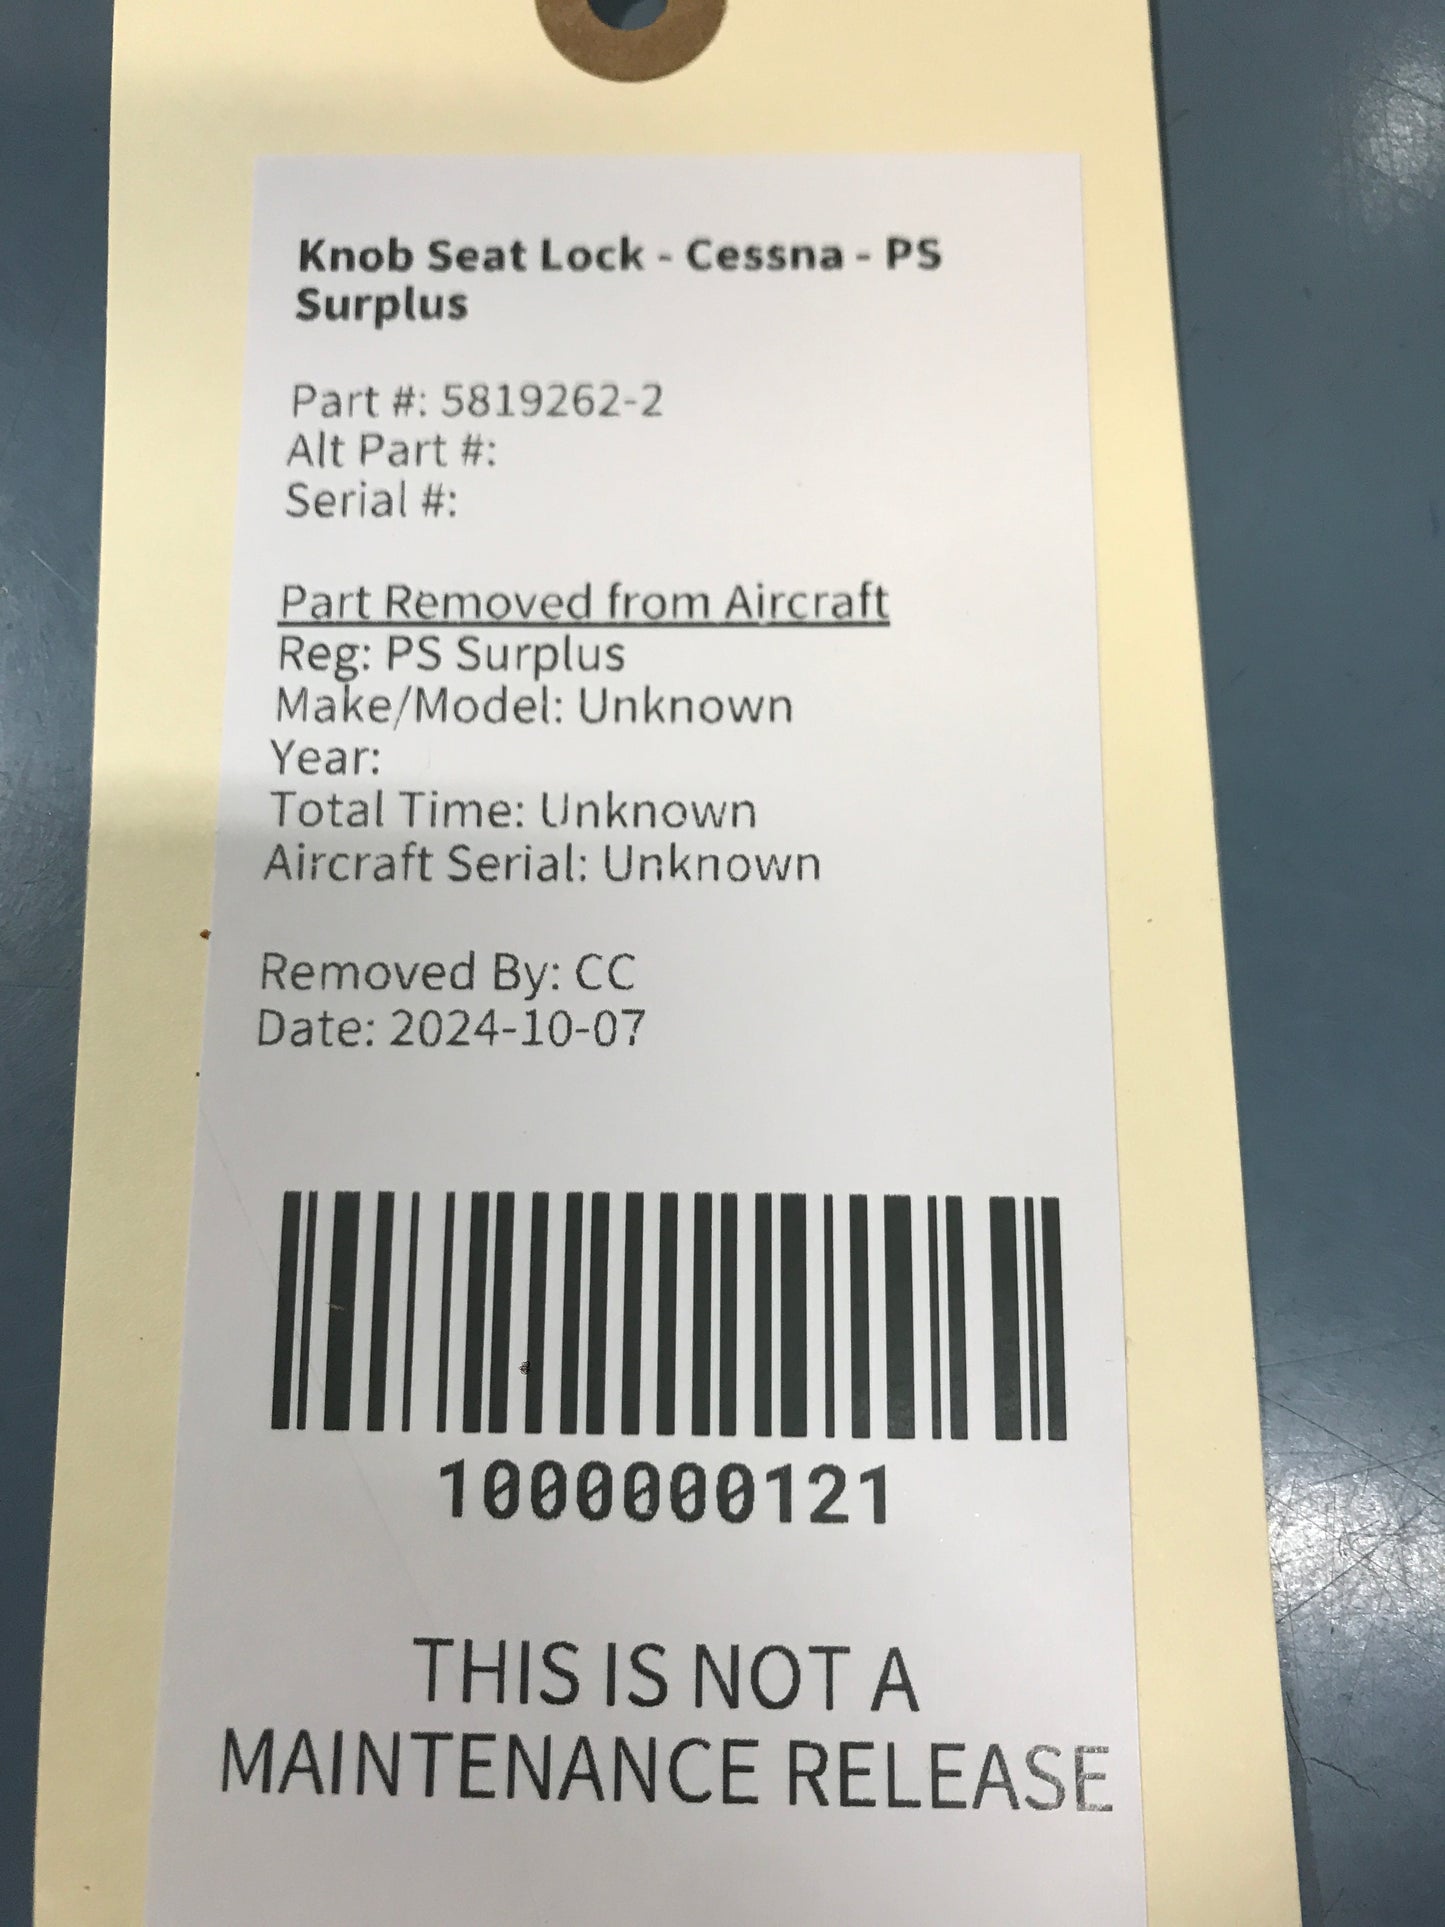 Knob Seat Lock - Cessna - PS
Surplus
Part #: 5819262-2
Alt Part #:
Serial #:
Part Removed from Aircraft
Reg: PS Surplus
Make/Model: Unknown
Year:
Total Time: Unknown
Aircraft Serial: Unknown
Removed By: CC
Date: 2024-10-07
1000000121
THIS IS NOT A
MAINTENANCE RELEASE